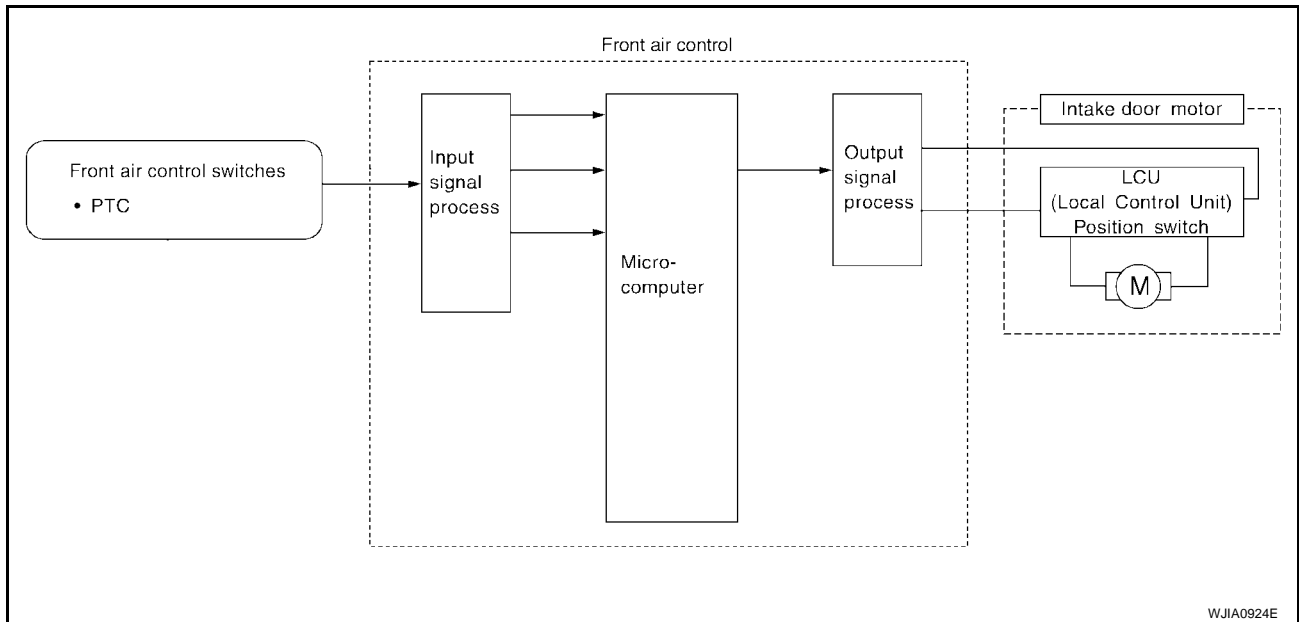 Front air control
Front air control switches
• PTC
Input
signal
process
Micro-
computer
Output
signal
process
Intake door motor
LCU
(Local Control Unit)
Position switch
M
WJIA0924E